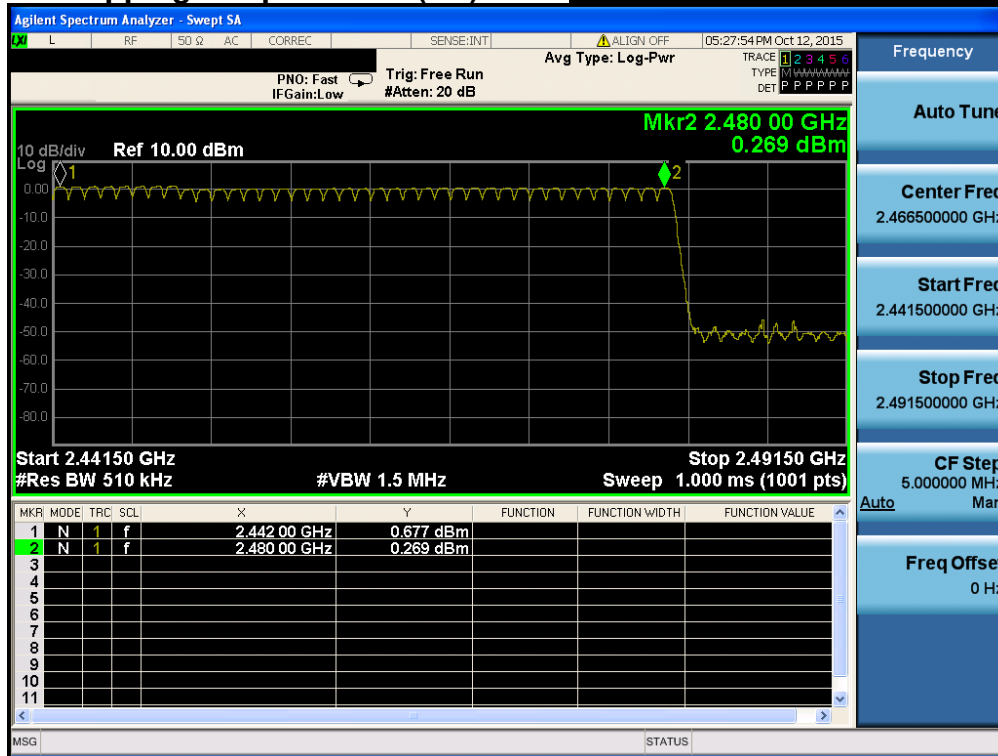 Agilent Spectrum Analyzer - Swept SA
LXI L RF 50 Ω AC CORREC SENSE:INT ALIGN OFF 05:27:54 PM Oct 12, 2015
Avg Type: Log-Pwr TRACE 1 2 3 4 5 6
PNO: Fast Trig: Free Run TYPE M WWWWW
IFGain:Low #Atten: 20 dB DET P P P P P P
Mkr2 2.480 00 GHz
0.269 dBm
10 dB/div Ref 10.00 dBm
Log
1
2
0.00
-10.0
-20.0
-30.0
-40.0
-50.0
-60.0
-70.0
-80.0
Start 2.44150 GHz Stop 2.49150 GHz
#Res BW 510 kHz #VBW 1.5 MHz Sweep 1.000 ms (1001 pts)
MKR MODE TRC SCL X Y FUNCTION FUNCTION WIDTH FUNCTION VALUE
1 N 1 f 2.442 00 GHz 0.677 dBm
2 N 1 f 2.480 00 GHz 0.269 dBm
3
4
5
6
7
8
9
10
11
MSG STATUS
Frequency
Auto Tune
Center Freq
2.466500000 GHz
Start Freq
2.441500000 GHz
Stop Freq
2.491500000 GHz
CF Step
5.000000 MHz
Auto Man
Freq Offset
0 Hz